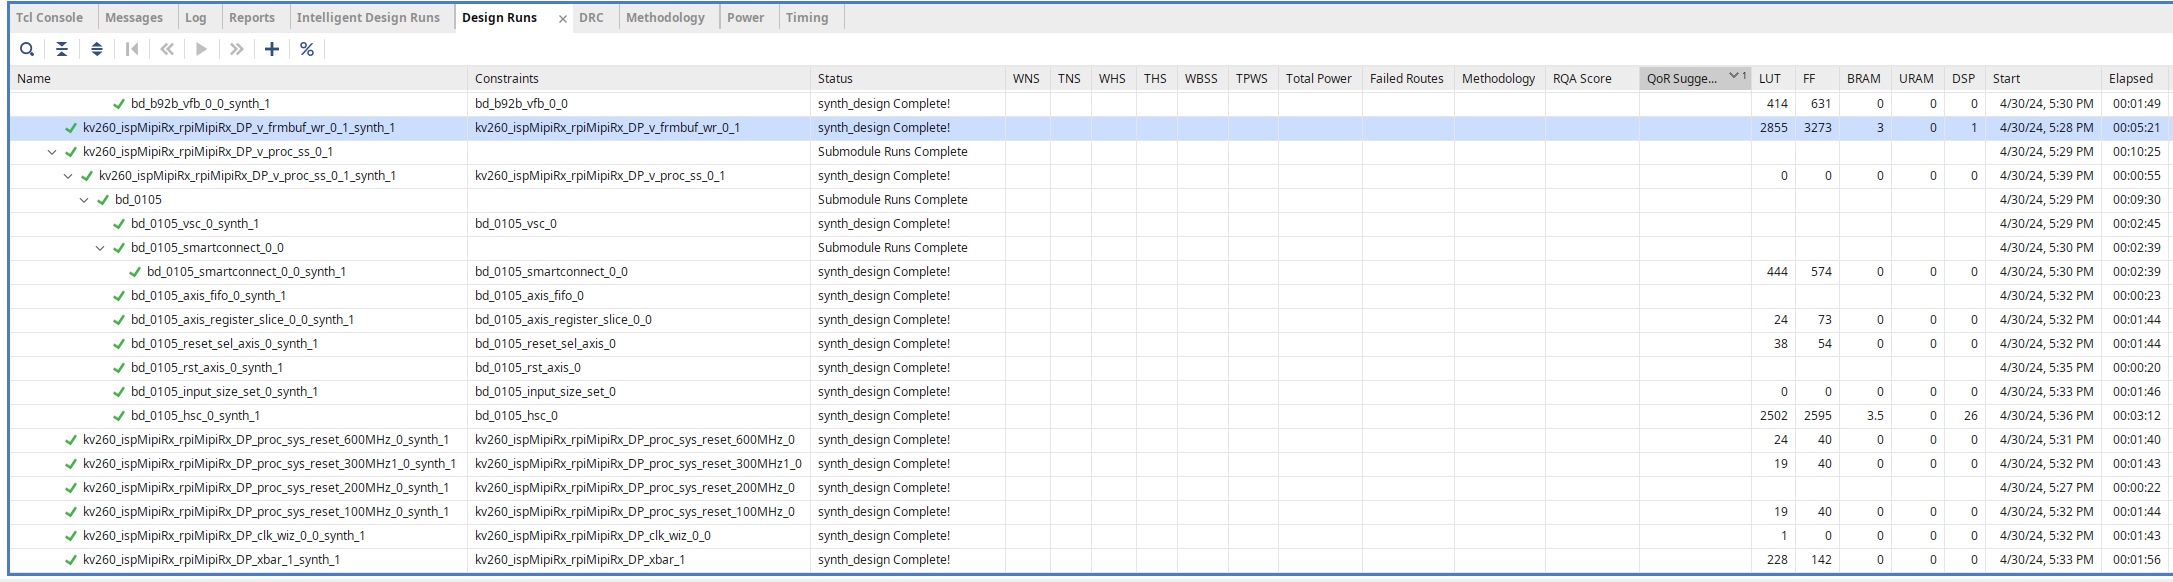 Tcl Console Messages Log Reports Intelligent Design Runs Design Runs × DRC Methodology Power Timing
Name Constraints Status WNS TNS WHS THS WBSS TPWS Total Power Failed Routes Methodology RQA Score QoR Sugge... 1 LUT FF BRAM URAM DSP Start Elapsed
bd_b92b_vfb_0_0_synth_1 bd_b92b_vfb_0_0 synth_design Complete! 414 631 0 0 0 4/30/24, 5:30 PM 00:01:49
kv260_ispMipiRx_rpiMipiRx_DP_v_frmbuf_wr_0_1_synth_1 kv260_ispMipiRx_rpiMipiRx_DP_v_frmbuf_wr_0_1 synth_design Complete! 2855 3273 3 0 1 4/30/24, 5:28 PM 00:05:21
kv260_ispMipiRx_rpiMipiRx_DP_v_proc_ss_0_1 Submodule Runs Complete 4/30/24, 5:29 PM 00:10:25
kv260_ispMipiRx_rpiMipiRx_DP_v_proc_ss_0_1_synth_1 kv260_ispMipiRx_rpiMipiRx_DP_v_proc_ss_0_1 synth_design Complete! 0 0 0 0 0 4/30/24, 5:39 PM 00:00:55
bd_0105 Submodule Runs Complete 4/30/24, 5:29 PM 00:09:30
bd_0105_vsc_0_synth_1 bd_0105_vsc_0 synth_design Complete! 4/30/24, 5:29 PM 00:02:45
bd_0105_smartconnect_0_0 Submodule Runs Complete 4/30/24, 5:30 PM 00:02:39
bd_0105_smartconnect_0_0_synth_1 bd_0105_smartconnect_0_0 synth_design Complete! 444 574 0 0 0 4/30/24, 5:30 PM 00:02:39
bd_0105_axis_fifo_0_synth_1 bd_0105_axis_fifo_0 synth_design Complete! 4/30/24, 5:32 PM 00:00:23
bd_0105_axis_register_slice_0_0_synth_1 bd_0105_axis_register_slice_0_0 synth_design Complete! 24 73 0 0 0 4/30/24, 5:32 PM 00:01:44
bd_0105_reset_sel_axis_0_synth_1 bd_0105_reset_sel_axis_0 synth_design Complete! 38 54 0 0 0 4/30/24, 5:32 PM 00:01:44
bd_0105_rst_axis_0_synth_1 bd_0105_rst_axis_0 synth_design Complete! 4/30/24, 5:35 PM 00:00:20
bd_0105_input_size_set_0_synth_1 bd_0105_input_size_set_0 synth_design Complete! 0 0 0 0 0 4/30/24, 5:33 PM 00:01:46
bd_0105_hsc_0_synth_1 bd_0105_hsc_0 synth_design Complete! 2502 2595 3.5 0 26 4/30/24, 5:36 PM 00:03:12
kv260_ispMipiRx_rpiMipiRx_DP_proc_sys_reset_600MHz_0_synth_1 kv260_ispMipiRx_rpiMipiRx_DP_proc_sys_reset_600MHz_0 synth_design Complete! 24 40 0 0 0 4/30/24, 5:31 PM 00:01:40
kv260_ispMipiRx_rpiMipiRx_DP_proc_sys_reset_300MHz1_0_synth_1 kv260_ispMipiRx_rpiMipiRx_DP_proc_sys_reset_300MHz1_0 synth_design Complete! 19 40 0 0 0 4/30/24, 5:32 PM 00:01:43
kv260_ispMipiRx_rpiMipiRx_DP_proc_sys_reset_200MHz_0_synth_1 kv260_ispMipiRx_rpiMipiRx_DP_proc_sys_reset_200MHz_0 synth_design Complete! 4/30/24, 5:27 PM 00:00:22
kv260_ispMipiRx_rpiMipiRx_DP_proc_sys_reset_100MHz_0_synth_1 kv260_ispMipiRx_rpiMipiRx_DP_proc_sys_reset_100MHz_0 synth_design Complete! 19 40 0 0 0 4/30/24, 5:32 PM 00:01:44
kv260_ispMipiRx_rpiMipiRx_DP_clk_wiz_0_0_synth_1 kv260_ispMipiRx_rpiMipiRx_DP_clk_wiz_0_0 synth_design Complete! 1 0 0 0 0 4/30/24, 5:32 PM 00:01:43
kv260_ispMipiRx_rpiMipiRx_DP_xbar_1_synth_1 kv260_ispMipiRx_rpiMipiRx_DP_xbar_1 synth_design Complete! 228 142 0 0 0 4/30/24, 5:33 PM 00:01:56